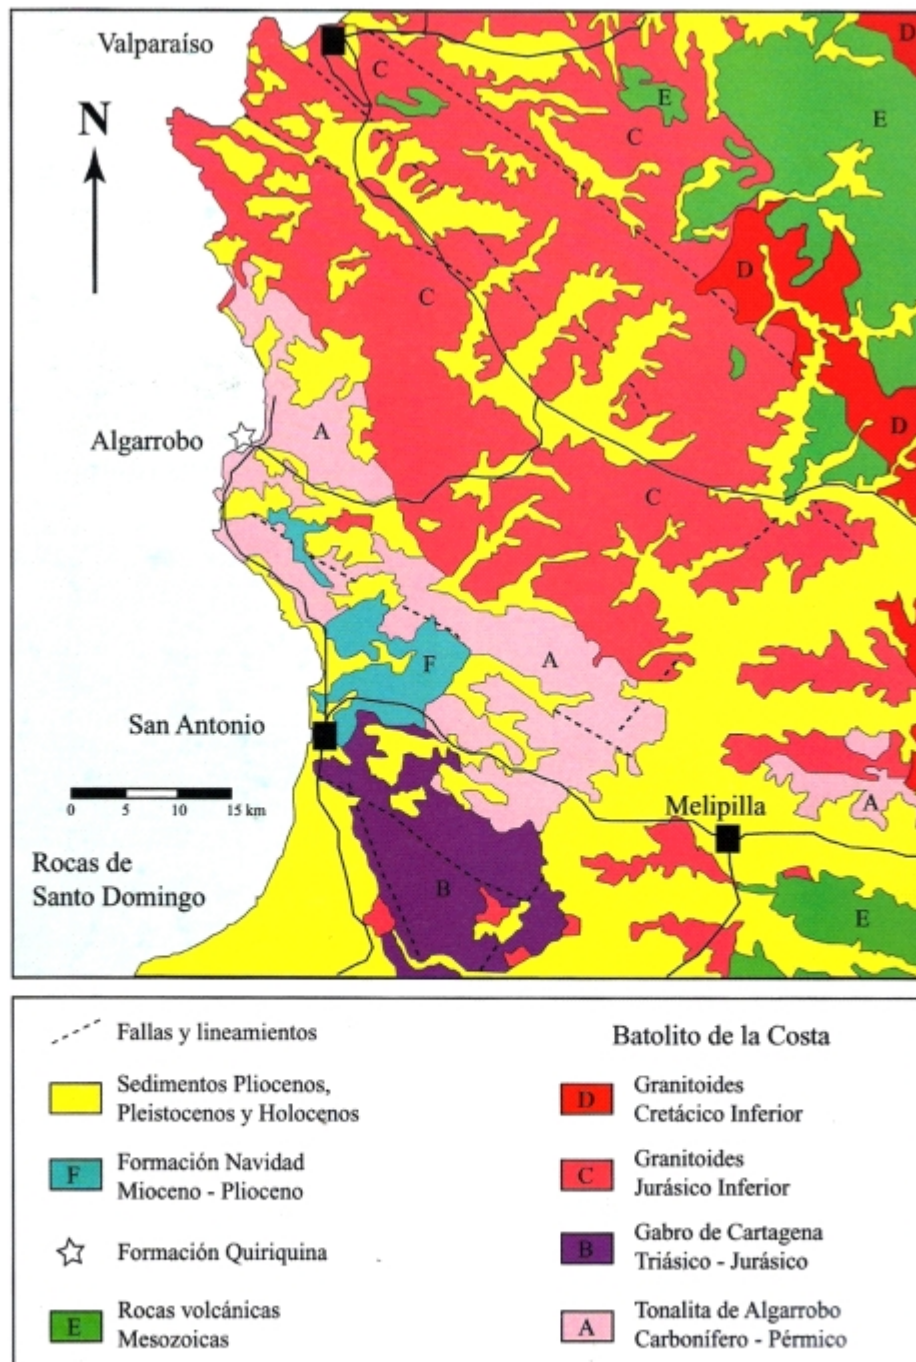 Valparaíso
C
D
E
E
C
N
D
C
Algarrobo
A
D
C
A
F
San Antonio
0 5 10 15 km
Melipilla
A
Rocas de
Santo Domingo
B
E
Fallas y lineamientos
Sedimentos Pliocenos,
Pleistocenos y Holocenos
F
Formación Navidad
Mioceno - Plioceno
Formación Quiriquina
E
Rocas volcánicas
Mesozoicas
Batolito de la Costa
D
Granitoides
Cretácico Inferior
C
Granitoides
Jurásico Inferior
B
Gabro de Cartagena
Triásico - Jurásico
A
Tonalita de Algarrobo
Carbonífero - Pérmico